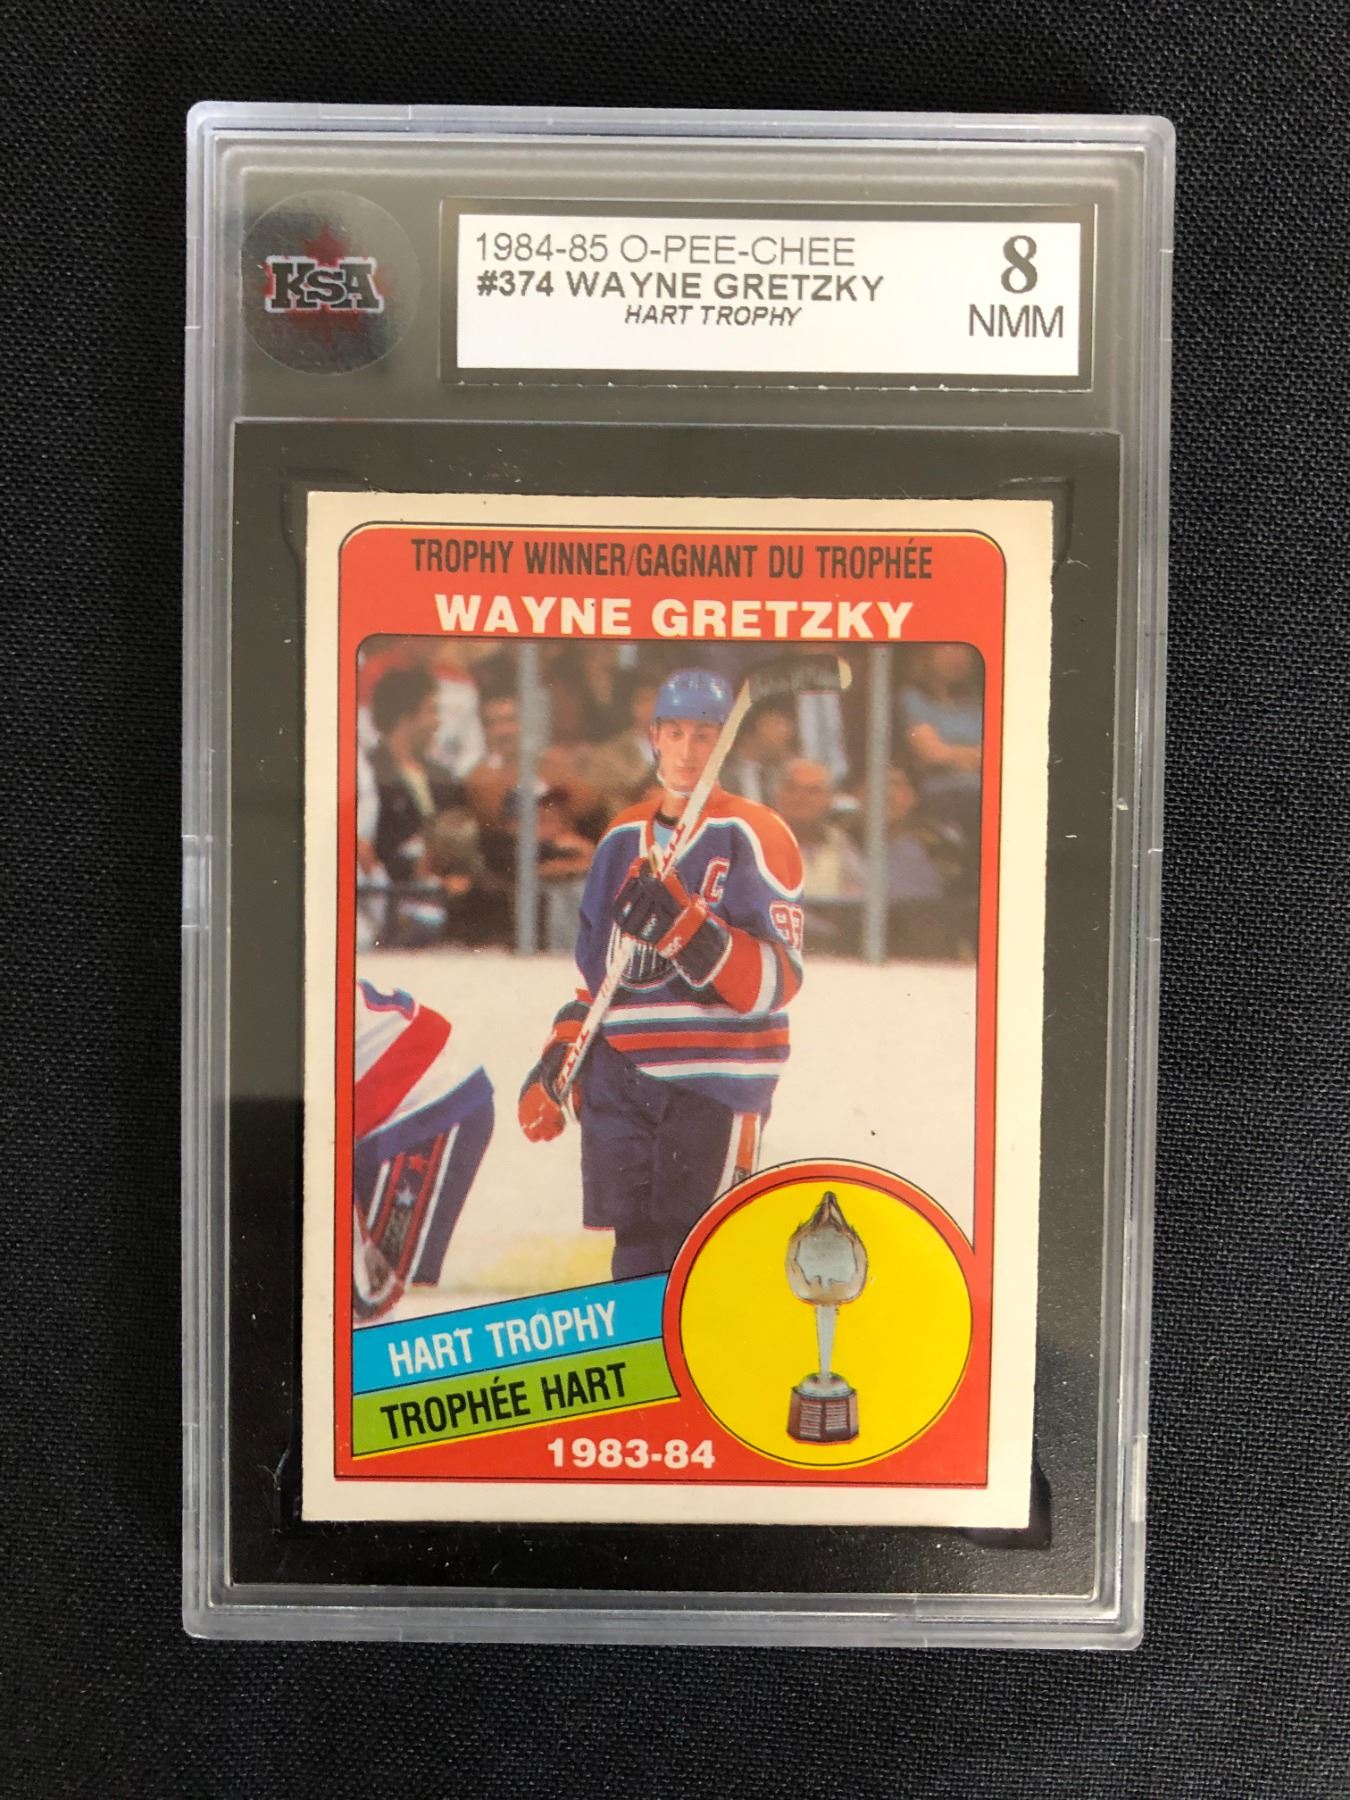 KSA
1984-85 O-PEE-CHEE
#374 WAYNE GRETZKY
HART TROPHY
8
NMM
TROPHY WINNER/GAGNANT DU TROPHÉE
WAYNE GRETZKY
C
99
HART TROPHY
TROPHÉE HART
1983-84